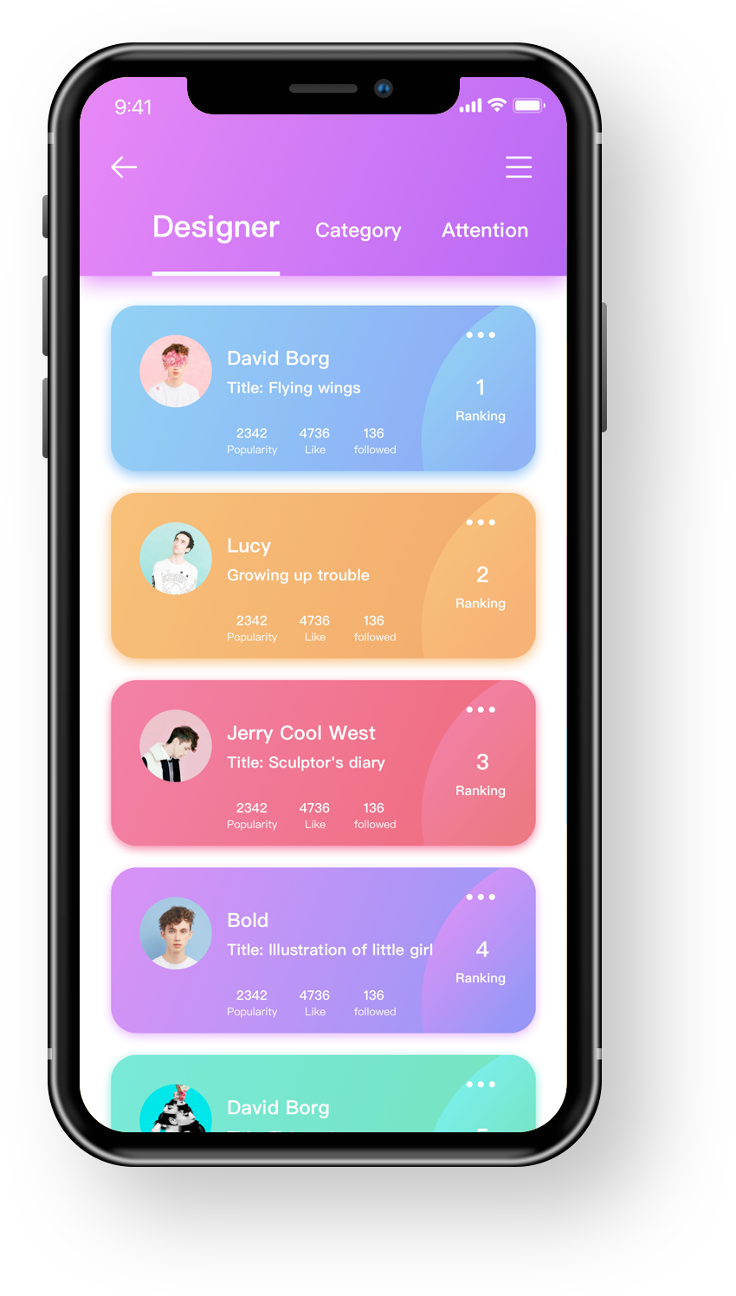 9:41
Designer Category Attention
David Borg
Title: Flying wings
1
Ranking
2342 4736 136
Popularity Like followed
Lucy
Growing up trouble
2
Ranking
2342 4736 136
Popularity Like followed
Jerry Cool West
Title: Sculptor's diary
3
Ranking
2342 4736 136
Popularity Like followed
Bold
Title: Illustration of little girl
4
Ranking
2342 4736 136
Popularity Like followed
David Borg